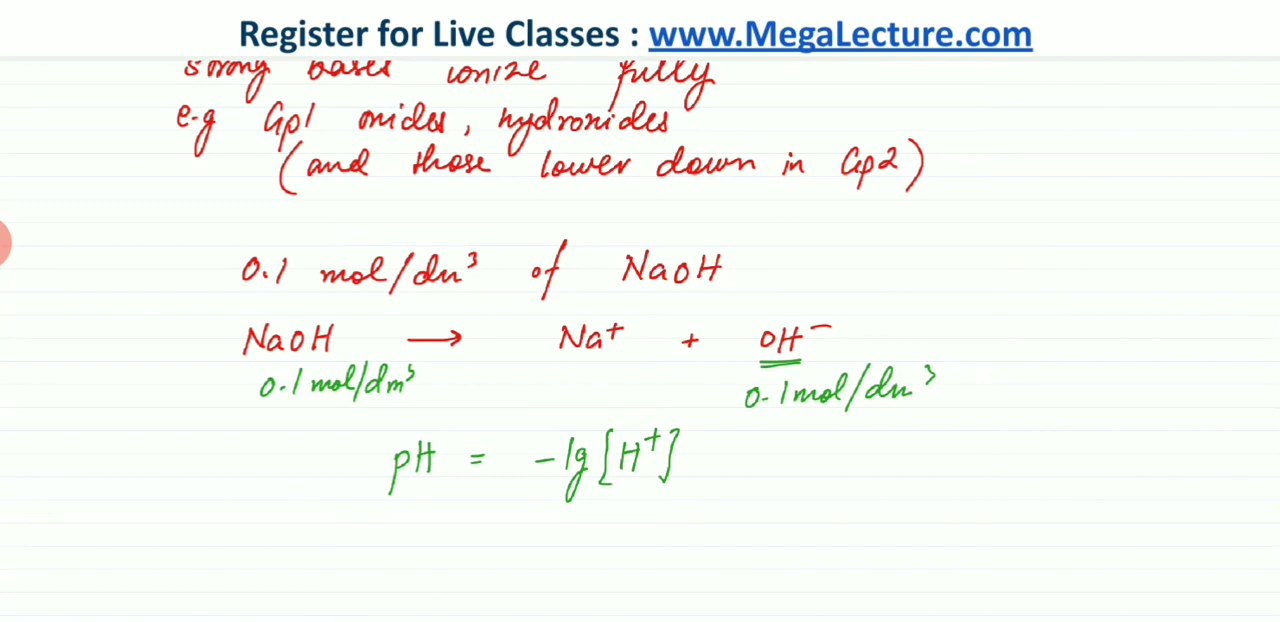 Register for Live Classes : www.MegaLecture.com
strong bases ionize fully
e.g Gp1 oxides, hydroxides
(and those lower down in Gp2)
0.1 mol/dm³ of NaOH
NaOH → Na⁺ + OH⁻
0.1 mol/dm³ 0.1 mol/dm³
pH = -lg [H⁺]